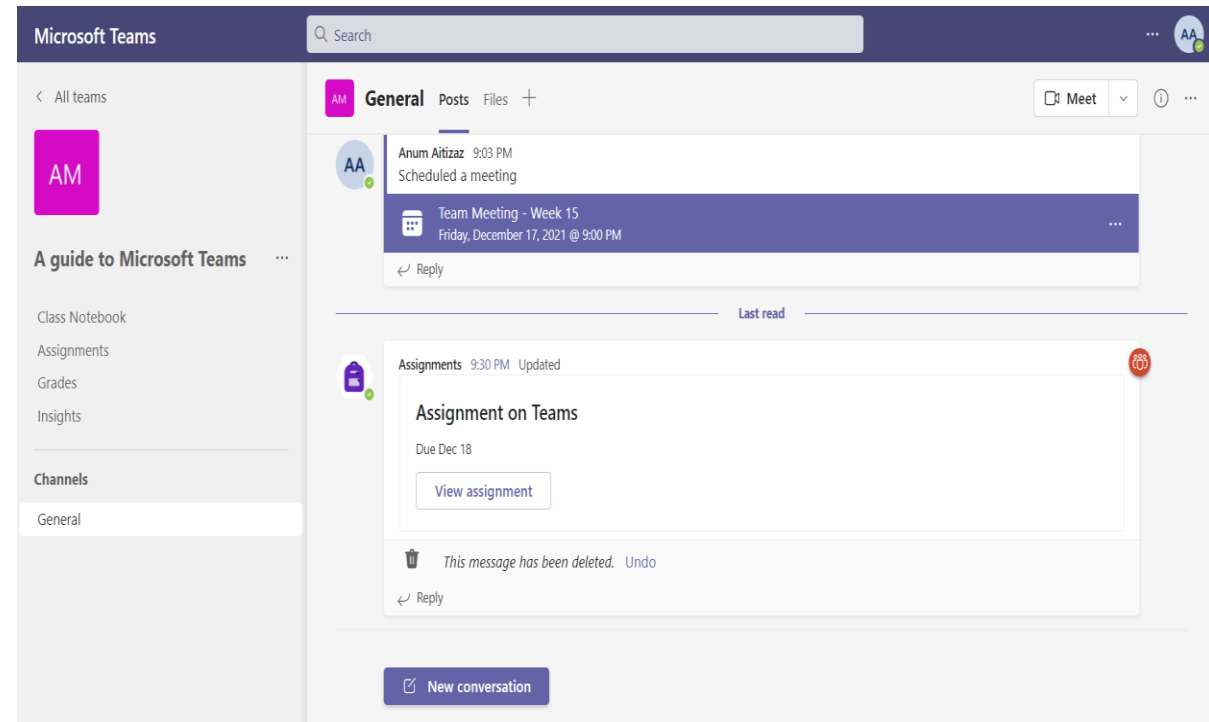 Microsoft Teams
Search
AA
All teams
AM
A guide to Microsoft Teams
Class Notebook
Assignments
Grades
Insights
Channels
General
AM General Posts Files
Meet
AA
Anum Aitizaz 9:03 PM
Scheduled a meeting
Team Meeting - Week 15
Friday, December 17, 2021 @ 9:00 PM
Reply
Last read
Assignments 9:30 PM Updated
Assignment on Teams
Due Dec 18
View assignment
This message has been deleted. Undo
Reply
New conversation